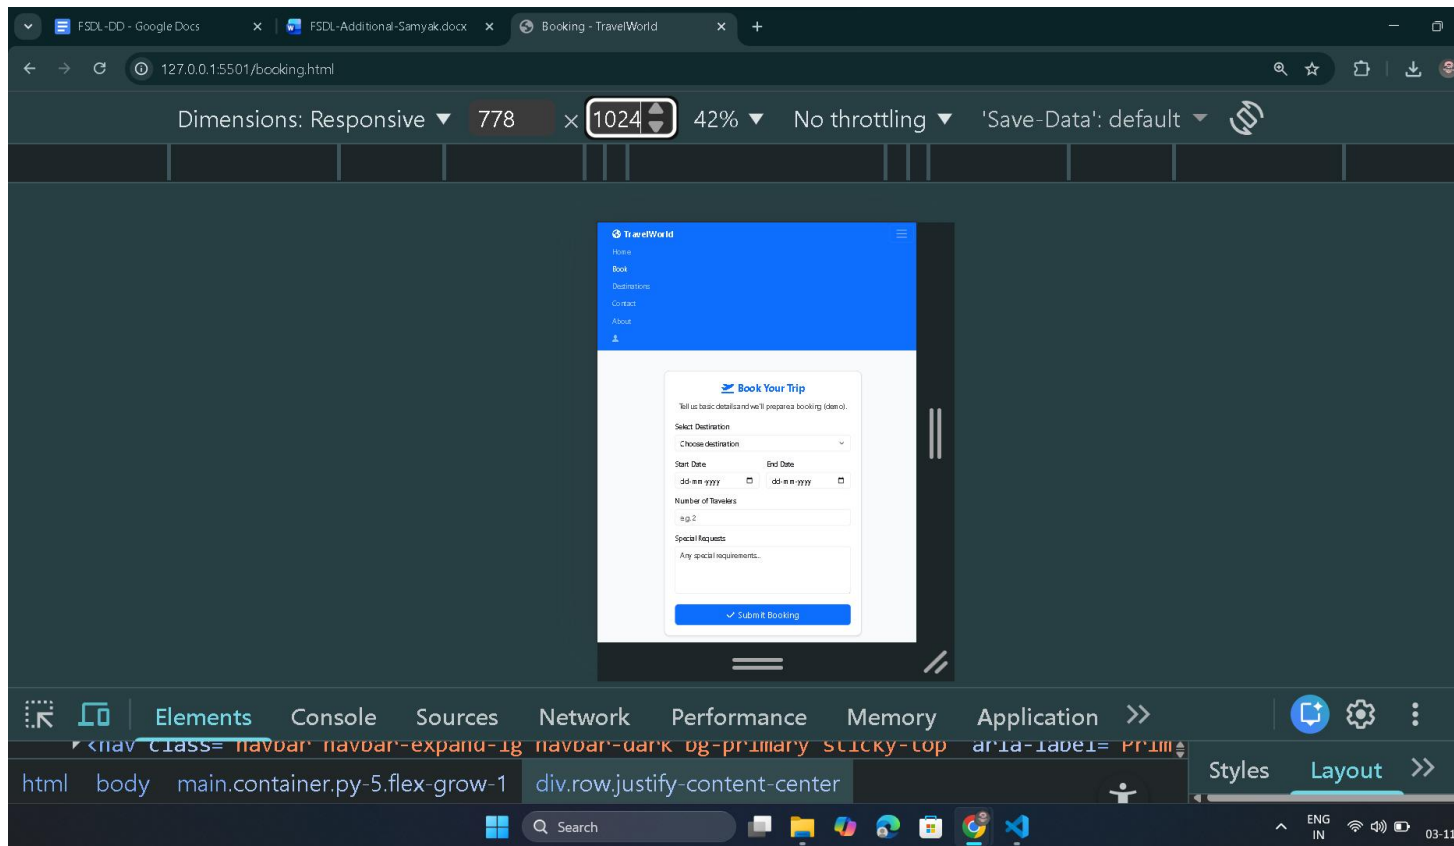 FSDL-DD - Google Docs
FSDL-Additional-Samyak.docx
Booking - TravelWorld
127.0.0.1:5501/booking.html
Dimensions: Responsive ▼ 778 × 1024 42% ▼ No throttling ▼ 'Save-Data': default ▼
TravelWorld
Home
Book
Destinations
Contact
About
Book Your Trip
Tell us basic details and we'll prepare a booking (demo).
Select Destination
Choose destination
Start Date End Date
dd-mm-yyyy dd-mm-yyyy
Number of Travelers
e.g. 2
Special Requests
Any special requirements...
Submit Booking
Elements Console Sources Network Performance Memory Application
<nav class="navbar navbar-expand-lg navbar-dark bg-primary sticky-top" aria-label="Prim
Styles Layout
html body main.container.py-5.flex-grow-1 div.row.justify-content-center
Search
ENG
IN
03-11